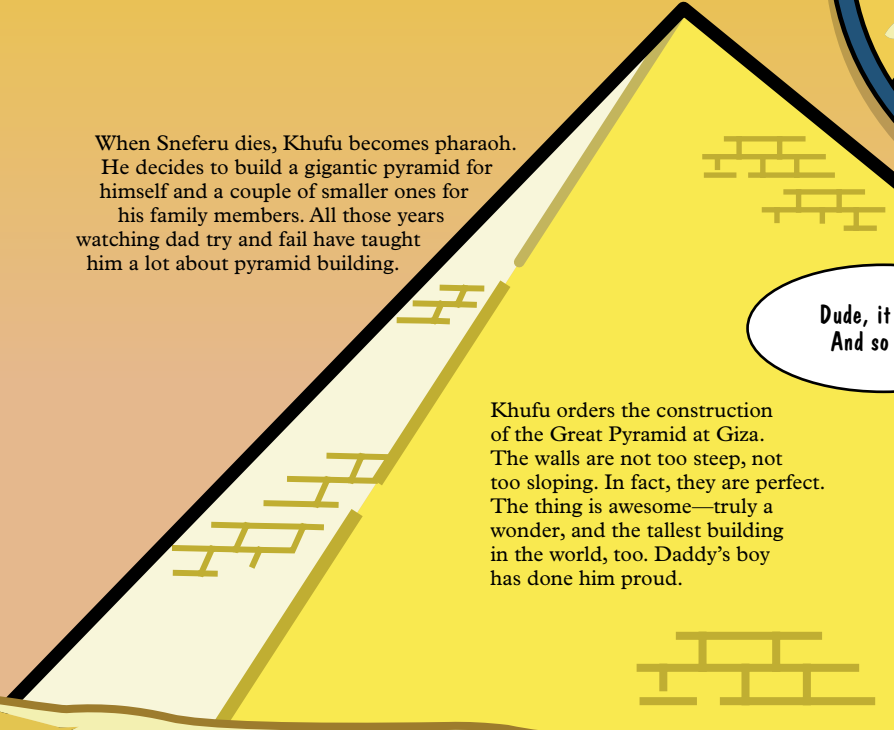 When Sneferu dies, Khufu becomes pharaoh.
He decides to build a gigantic pyramid for
himself and a couple of smaller ones for
his family members. All those years
watching dad try and fail have taught
him a lot about pyramid building.
Dude, it
And so
Khufu orders the construction
of the Great Pyramid at Giza.
The walls are not too steep, not
too sloping. In fact, they are perfect.
The thing is awesome—truly a
wonder, and the tallest building
in the world, too. Daddy’s boy
has done him proud.